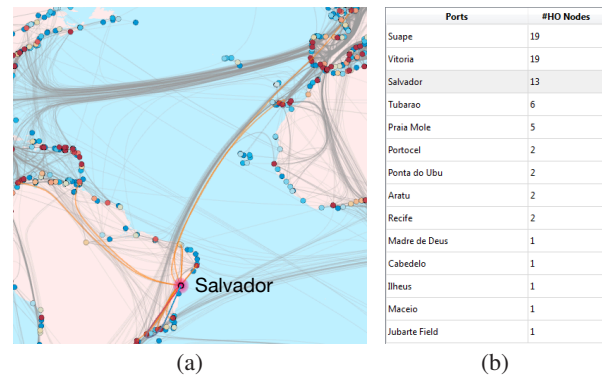 Salvador
(a)
Ports #HO Nodes
Suape 19
Vitoria 19
Salvador 13
Tubarao 6
Praia Mole 5
Portocel 2
Ponta do Ubu 2
Aratu 2
Recife 2
Madre de Deus 1
Cabedelo 1
Ilheus 1
Maceio 1
Jubarte Field 1
(b)